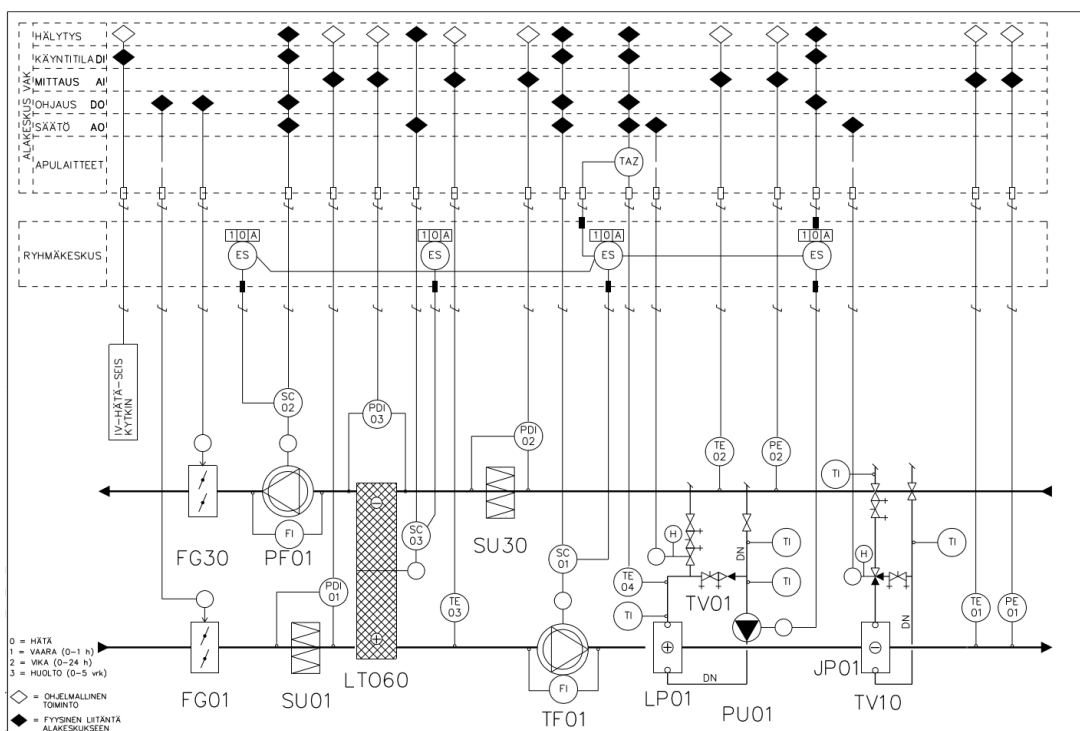 ALAKESKUS VAK
HÄLYTYS
KÄYNTITILA DI
MITTAUS AI
OHJAUS DO
SÄÄTÖ AO
APULAITTEET
TAZ
RYHMÄKESKUS
1 0 A
ES
1 0 A
ES
1 0 A
ES
1 0 A
ES
IV-HÄTÄ-SEIS
KYTKIN
SC
02
PDI
03
PDI
02
TE
02
PE
02
TI
FG30
PF01
FI
SC
03
SU30
SC
01
H
TV01
DN
TI
TI
H
TI
DN
PDI
01
TE
03
TE
04
TI
TE
01
PE
01
0 = HÄTÄ
1 = VAARA (0-1 h)
2 = VIKA (0-24 h)
3 = HUOLTO (0-5 vrk)
= OHJELMALLINEN
TOIMINTO
= FYYSINEN LIITÄNTÄ
ALAKESKUKSEEN
FG01
SU01
LTO60
FI
TF01
LP01
DN
PU01
JP01
TV10